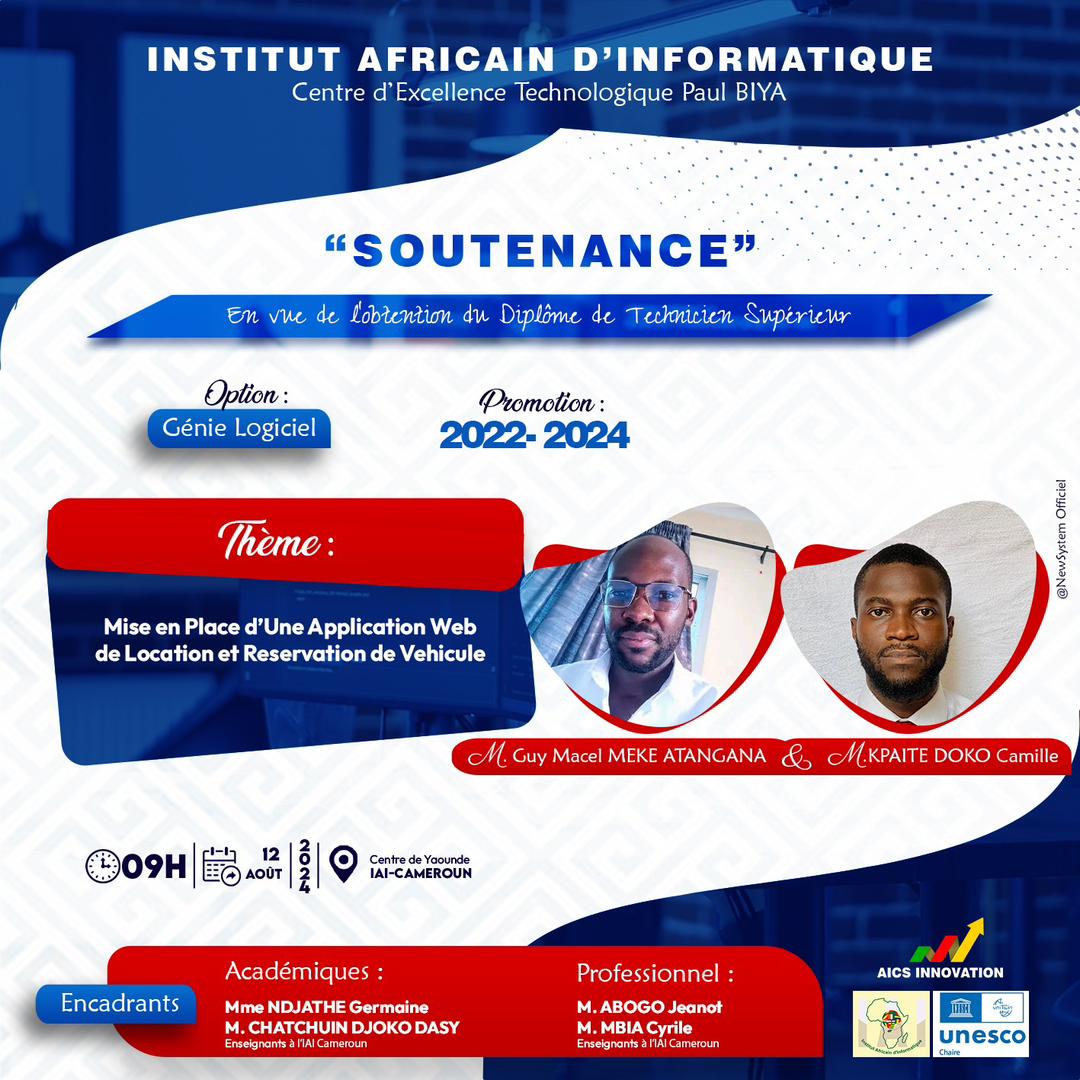 INSTITUT AFRICAIN D'INFORMATIQUE
Centre d'Excellence Technologique Paul BIYA
“SOUTENANCE”
En vue de l'obtention du Diplôme de Technicien Supérieur
Option :
Génie Logiciel
Promotion :
2022- 2024
Thème :
Mise en Place d'Une Application Web
de Location et Reservation de Vehicule
@NewSystem Officiel
M. Guy Macel MEKE ATANGANA & M.KPAITE DOKO Camille
09H
12
AOÛT
2024
Centre de Yaounde
IAI-CAMEROUN
Encadrants
Académiques :
Mme NDJATHE Germaine
M. CHATCHUIN DJOKO DASY
Enseignants à l'IAI Cameroun
Professionnel :
M. ABOGO Jeanot
M. MBIA Cyrile
Enseignants à l'IAI Cameroun
AICS INNOVATION
Institut Africain d'Informatique
unesco
Chaire